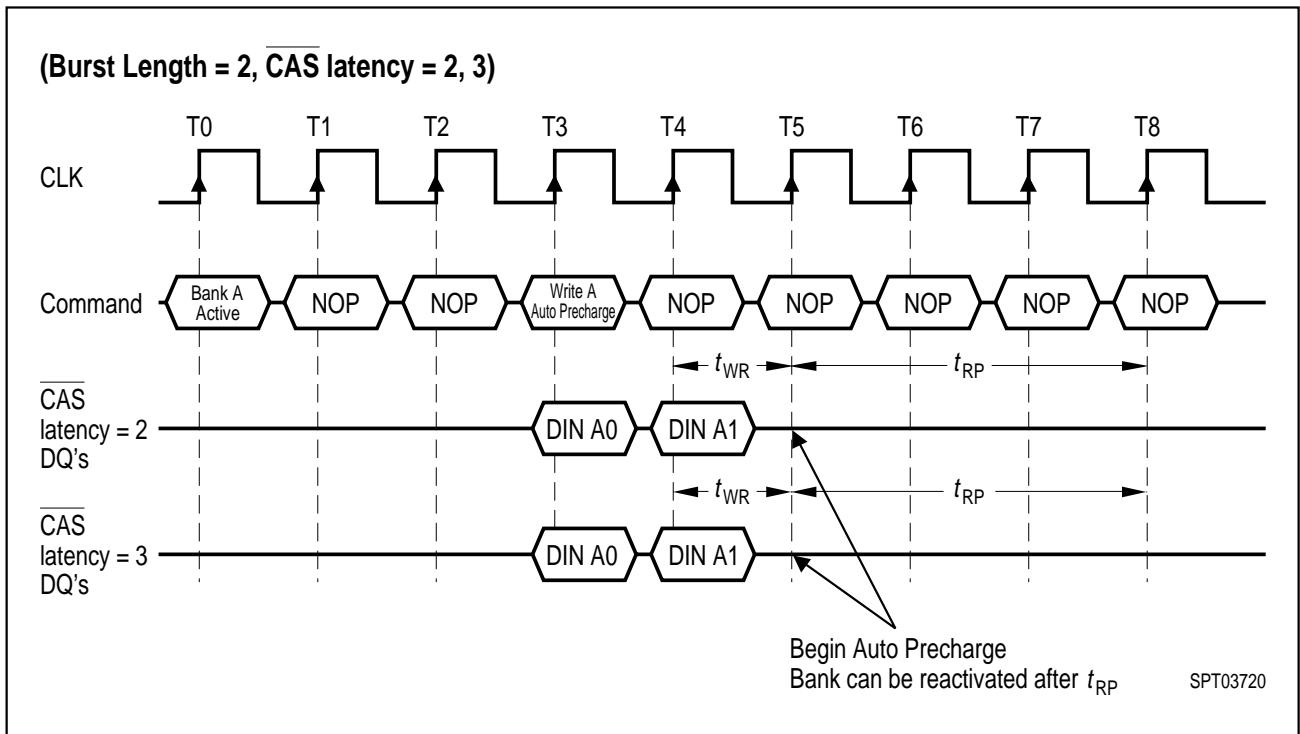 (Burst Length = 2, CAS latency = 2, 3)
T0 T1 T2 T3 T4 T5 T6 T7 T8
CLK
Command
Bank A
Active
NOP
NOP
Write A
Auto Precharge
NOP
NOP
NOP
NOP
NOP
tWR tRP
CAS
latency = 2
DQ's
DIN A0 DIN A1
tWR tRP
CAS
latency = 3
DQ's
DIN A0 DIN A1
Begin Auto Precharge
Bank can be reactivated after tRP
SPT03720